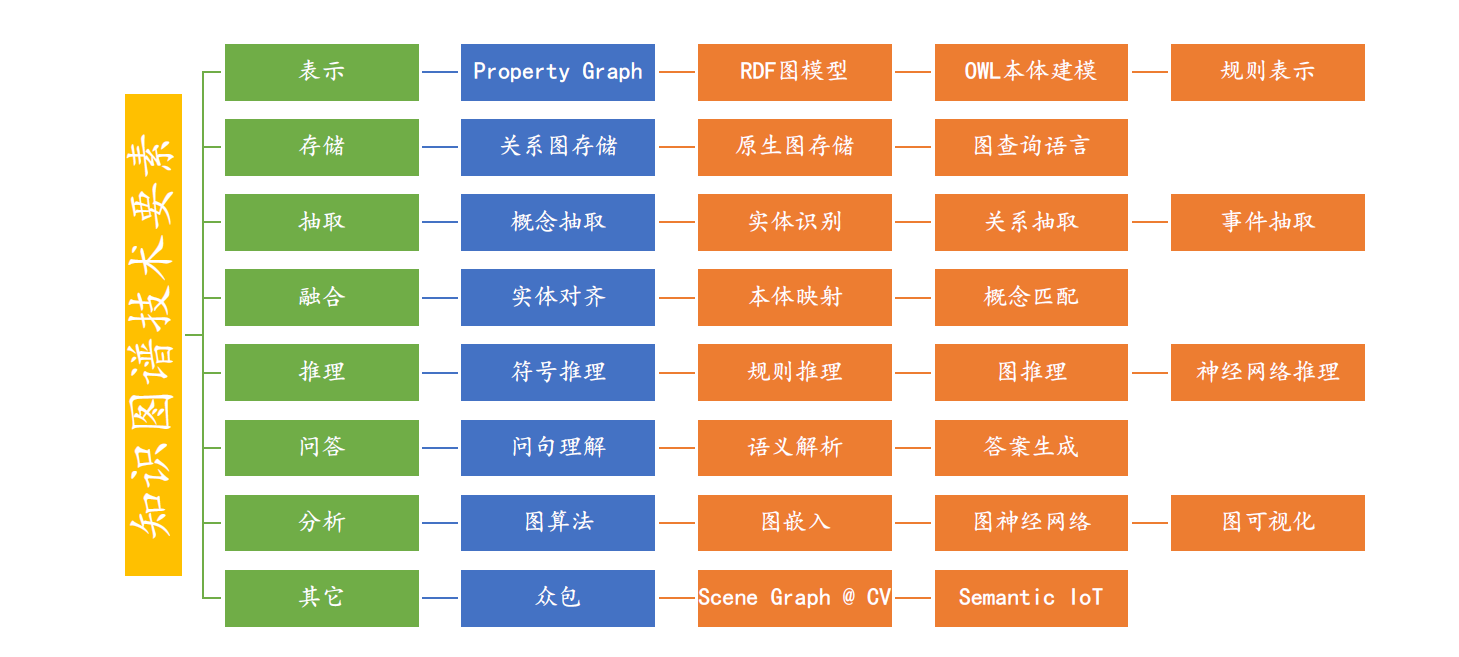 知识图谱技术要素
表示
Property Graph
RDF图模型
OWL本体建模
规则表示
存储
关系图存储
原生图存储
图查询语言
抽取
概念抽取
实体识别
关系抽取
事件抽取
融合
实体对齐
本体映射
概念匹配
推理
符号推理
规则推理
图推理
神经网络推理
问答
问句理解
语义解析
答案生成
分析
图算法
图嵌入
图神经网络
图可视化
其它
众包
Scene Graph @ CV
Semantic IoT